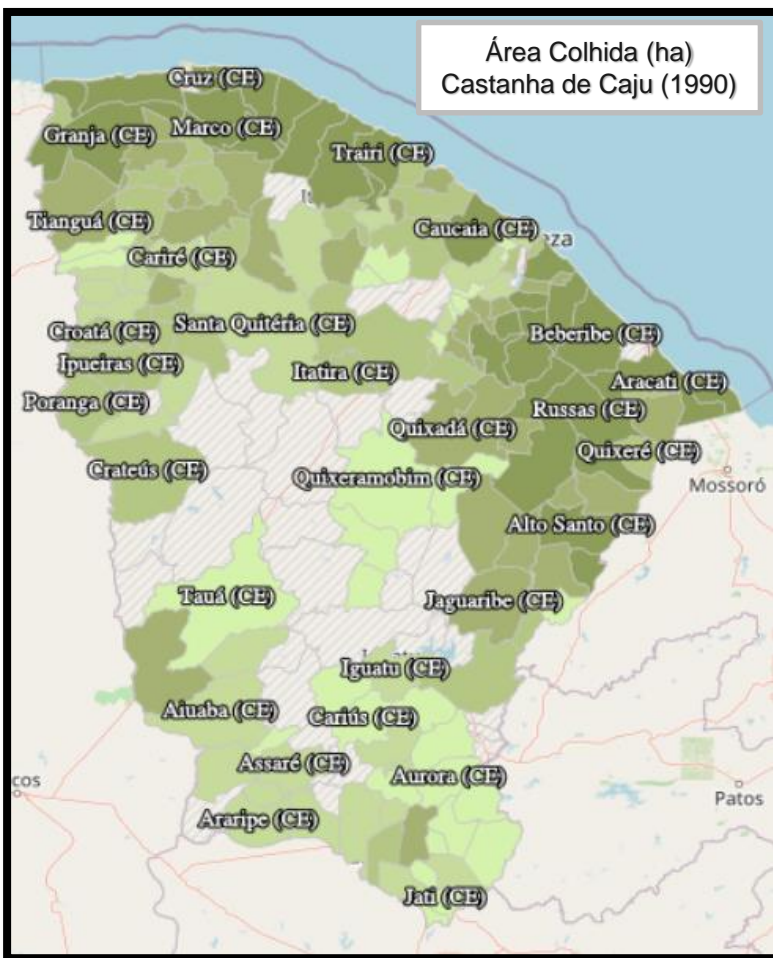 Área Colhida (ha)
Castanha de Caju (1990)
Cruz (CE)
Granja (CE)
Marco (CE)
Trairi (CE)
Tianguá (CE)
Caucaia (CE)
eza
Cariré (CE)
Croatá (CE)
Santa Quitéria (CE)
Beberibe (CE)
Ipueiras (CE)
Itatira (CE)
Aracati (CE)
Poranga (CE)
Russas (CE)
Quixadá (CE)
Quixeré (CE)
Crateús (CE)
Quixeramobim (CE)
Mossoró
Alto Santo (CE)
Tauá (CE)
Jaguaribe (CE)
Iguatu (CE)
Aiuaba (CE)
Cariús (CE)
Assaré (CE)
Aurora (CE)
cos
Patos
Araripe (CE)
Jati (CE)